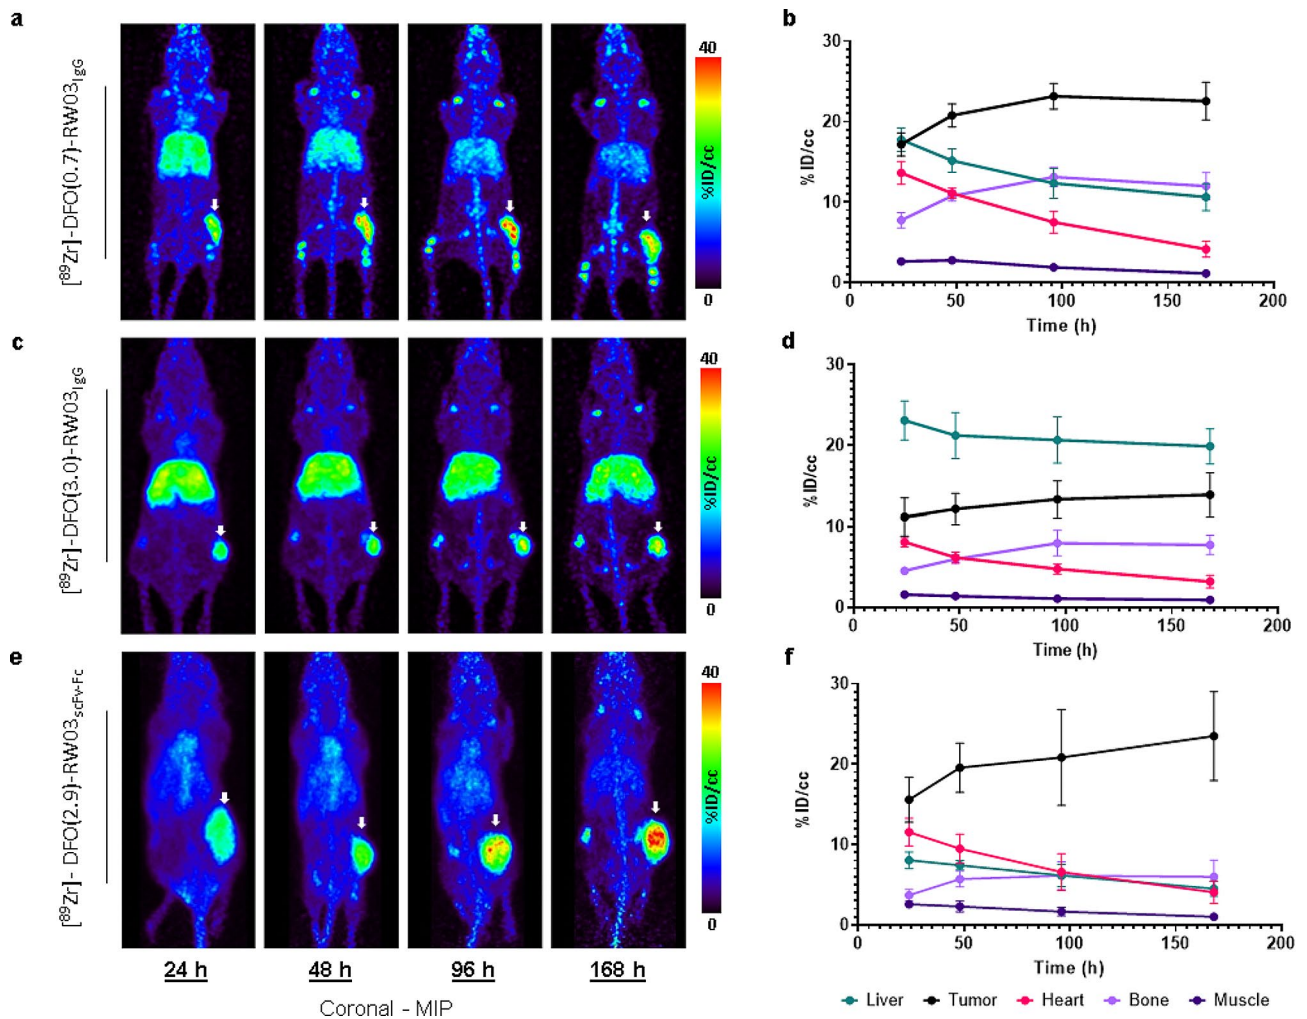 a
[⁸⁹Zr]-DFO(0.7)-RW03IgG
40
%ID/cc
0
b
30
20
10
0
% ID/cc
0 50 100 150 200
Time (h)
c
[⁸⁹Zr]-DFO(3.0)-RW03IgG
40
%ID/cc
0
d
30
20
10
0
% ID/cc
0 50 100 150 200
Time (h)
e
[⁸⁹Zr]- DFO(2.9)-RW03scFv-Fc
40
%ID/cc
0
f
30
20
10
0
% ID/cc
0 50 100 150 200
Time (h)
24 h 48 h 96 h 168 h
Coronal - MIP
Liver Tumor Heart Bone Muscle